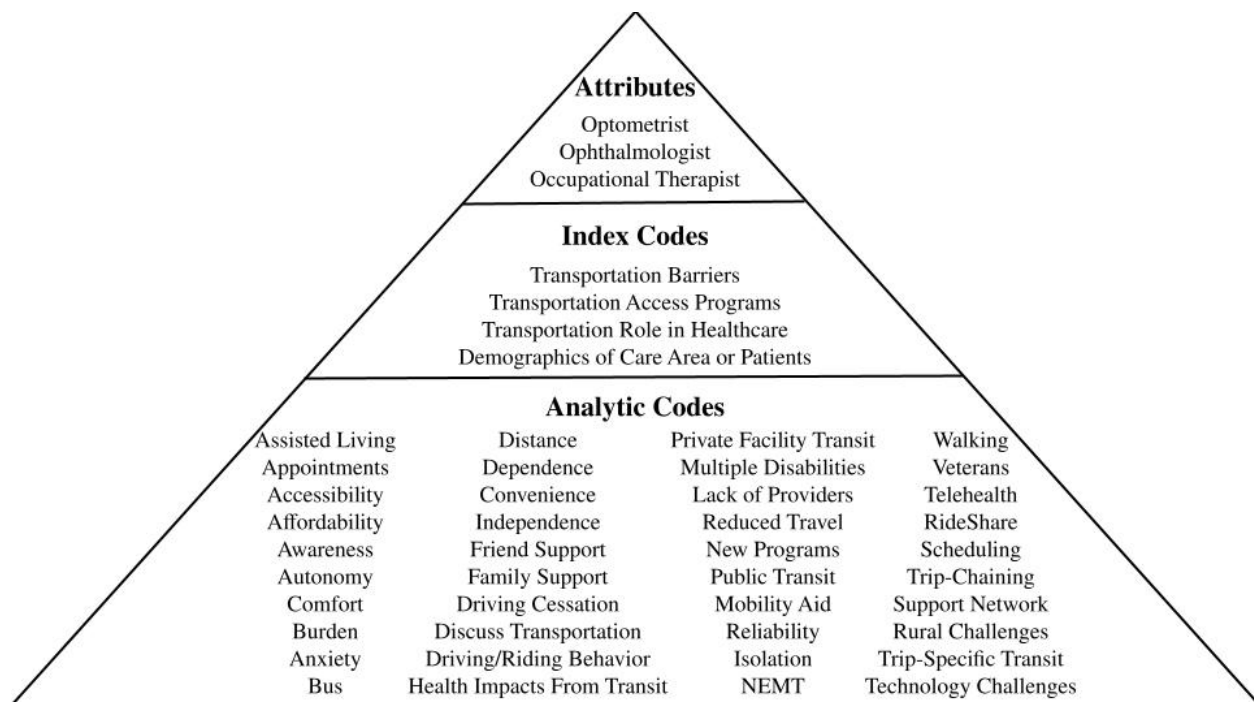 Attributes
Optometrist
Ophthalmologist
Occupational Therapist
Index Codes
Transportation Barriers
Transportation Access Programs
Transportation Role in Healthcare
Demographics of Care Area or Patients
Analytic Codes
Assisted Living Distance Private Facility Transit Walking
Appointments Dependence Multiple Disabilities Veterans
Accessibility Convenience Lack of Providers Telehealth
Affordability Independence Reduced Travel RideShare
Awareness Friend Support New Programs Scheduling
Autonomy Family Support Public Transit Trip-Chaining
Comfort Driving Cessation Mobility Aid Support Network
Burden Discuss Transportation Reliability Rural Challenges
Anxiety Driving/Riding Behavior Isolation Trip-Specific Transit
Bus Health Impacts From Transit NEMT Technology Challenges